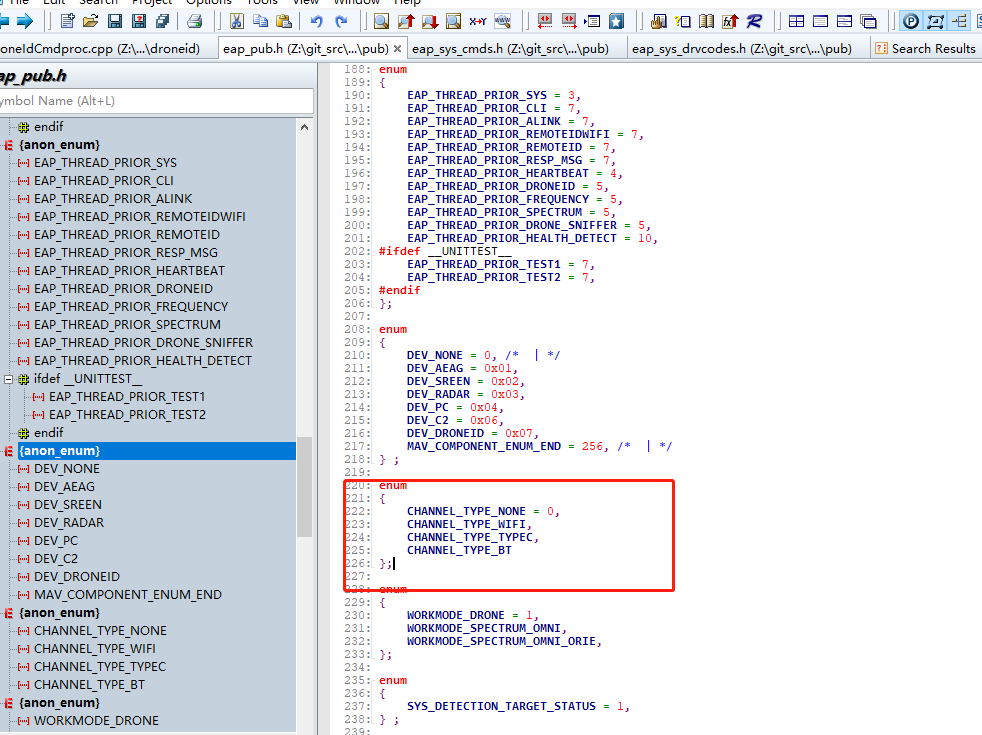 File Edit Search Project Options Tools View Window Help
oneIdCmdproc.cpp (Z:\...\droneid)
eap_pub.h (Z:\git_src\...\pub)
eap_sys_cmds.h (Z:\git_src\...\pub)
eap_sys_drvcodes.h (Z:\git_src\...\pub)
Search Results
ap_pub.h
ymbol Name (Alt+L)
endif
{anon_enum}
EAP_THREAD_PRIOR_SYS
EAP_THREAD_PRIOR_CLI
EAP_THREAD_PRIOR_ALINK
EAP_THREAD_PRIOR_REMOTEIDWIFI
EAP_THREAD_PRIOR_REMOTEID
EAP_THREAD_PRIOR_RESP_MSG
EAP_THREAD_PRIOR_HEARTBEAT
EAP_THREAD_PRIOR_DRONEID
EAP_THREAD_PRIOR_FREQUENCY
EAP_THREAD_PRIOR_SPECTRUM
EAP_THREAD_PRIOR_DRONE_SNIFFER
EAP_THREAD_PRIOR_HEALTH_DETECT
ifdef __UNITTEST__
EAP_THREAD_PRIOR_TEST1
EAP_THREAD_PRIOR_TEST2
endif
{anon_enum}
DEV_NONE
DEV_AEAG
DEV_SREEN
DEV_RADAR
DEV_PC
DEV_C2
DEV_DRONEID
MAV_COMPONENT_ENUM_END
{anon_enum}
CHANNEL_TYPE_NONE
CHANNEL_TYPE_WIFI
CHANNEL_TYPE_TYPEC
CHANNEL_TYPE_BT
{anon_enum}
WORKMODE_DRONE
188: enum
189: {
190: EAP_THREAD_PRIOR_SYS = 3,
191: EAP_THREAD_PRIOR_CLI = 7,
192: EAP_THREAD_PRIOR_ALINK = 7,
193: EAP_THREAD_PRIOR_REMOTEIDWIFI = 7,
194: EAP_THREAD_PRIOR_REMOTEID = 7,
195: EAP_THREAD_PRIOR_RESP_MSG = 7,
196: EAP_THREAD_PRIOR_HEARTBEAT = 4,
197: EAP_THREAD_PRIOR_DRONEID = 5,
198: EAP_THREAD_PRIOR_FREQUENCY = 5,
199: EAP_THREAD_PRIOR_SPECTRUM = 5,
200: EAP_THREAD_PRIOR_DRONE_SNIFFER = 5,
201: EAP_THREAD_PRIOR_HEALTH_DETECT = 10,
202: #ifdef __UNITTEST__
203: EAP_THREAD_PRIOR_TEST1 = 7,
204: EAP_THREAD_PRIOR_TEST2 = 7,
205: #endif
206: };
207:
208: enum
209: {
210: DEV_NONE = 0, /* | */
211: DEV_AEAG = 0x01,
212: DEV_SREEN = 0x02,
213: DEV_RADAR = 0x03,
214: DEV_PC = 0x04,
215: DEV_C2 = 0x06,
216: DEV_DRONEID = 0x07,
217: MAV_COMPONENT_ENUM_END = 256, /* | */
218: } ;
219:
220: enum
221: {
222: CHANNEL_TYPE_NONE = 0,
223: CHANNEL_TYPE_WIFI,
224: CHANNEL_TYPE_TYPEC,
225: CHANNEL_TYPE_BT
226: };
227:
228: enum
229: {
230: WORKMODE_DRONE = 1,
231: WORKMODE_SPECTRUM_OMNI,
232: WORKMODE_SPECTRUM_OMNI_ORIE,
233: };
234:
235: enum
236: {
237: SYS_DETECTION_TARGET_STATUS = 1,
238: } ;
239: